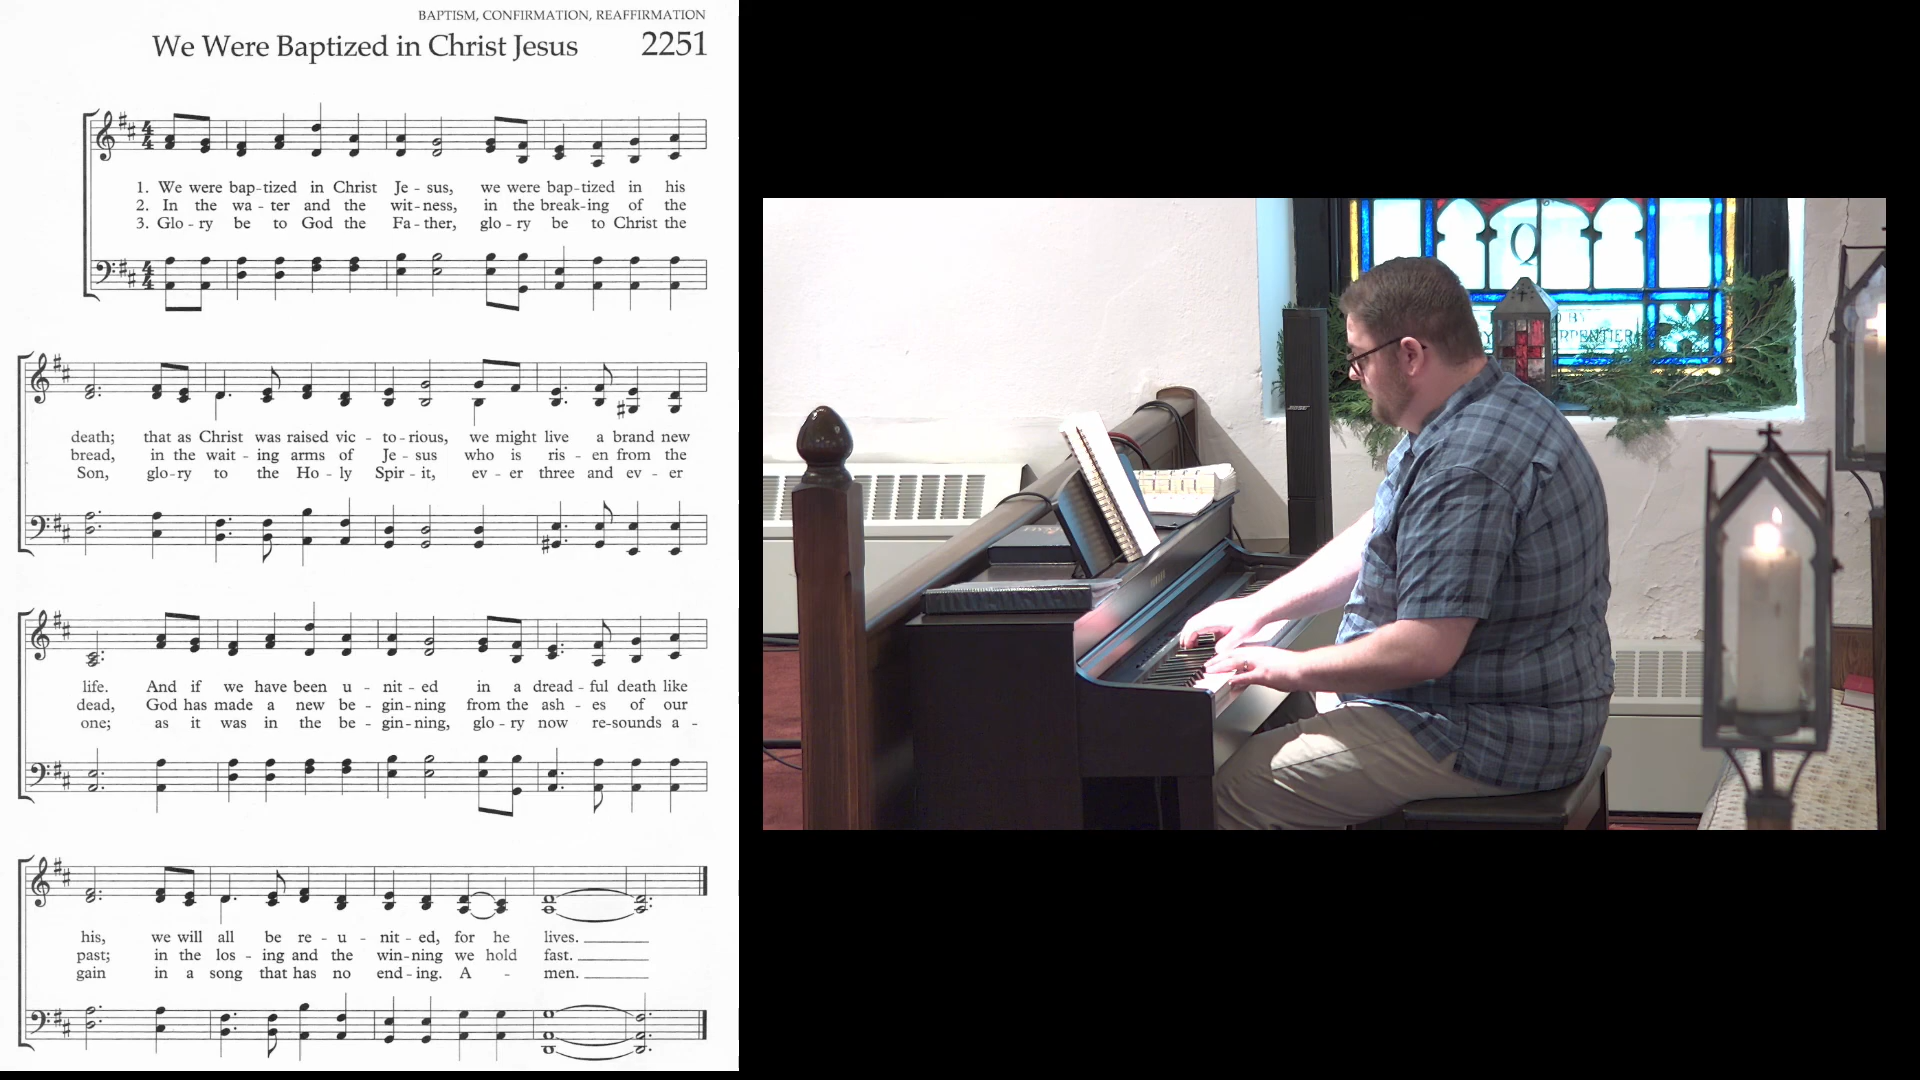 BAPTISM, CONFIRMATION, REAFFIRMATION
We Were Baptized in Christ Jesus 2251
1. We were bap-tized in Christ Je - sus, we were bap-tized in his
2. In the wa - ter and the wit-ness, in the break-ing of the
3. Glo - ry be to God the Fa - ther, glo - ry be to Christ the
death; that as Christ was raised vic - to-rious, we might live a brand new
bread, in the wait - ing arms of Je - sus who is ris - en from the
Son, glo-ry to the Ho - ly Spir - it, ev - er three and ev - er
life. And if we have been u - nit - ed in a dread - ful death like
dead, God has made a new be - gin-ning from the ash - es of our
one; as it was in the be - gin-ning, glo - ry now re-sounds a -
his, we will all be re - u - nit - ed, for he lives.
past; in the los - ing and the win-ning we hold fast.
gain in a song that has no end - ing. A - men.
BOSE
YAMAHA